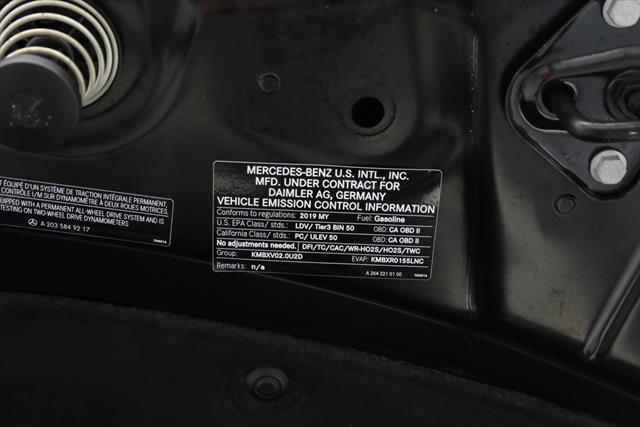 ÉQUIPÉ D'UN SYSTÈME DE TRACTION INTÉGRALE PERMANENT,
CONTRÔLE I/M SUR DYNAMOMÈTRE À DEUX ROUES MOTRICES.
EQUIPPED WITH A PERMANENT ALL-WHEEL DRIVE SYSTEM AND IS
TESTING ON TWO-WHEEL DRIVE DYNAMOMETERS
A 203 584 92 17
MERCEDES-BENZ U.S. INTL., INC.
MFD. UNDER CONTRACT FOR
DAIMLER AG, GERMANY
VEHICLE EMISSION CONTROL INFORMATION
Conforms to regulations: 2019 MY Fuel: Gasoline
U.S. EPA Class / stds.: LDV/ Tier3 BIN 50 OBD: CA OBD II
California Class / stds.: PC/ ULEV 50 OBD: CA OBD II
No adjustments needed. DFI/TC/CAC/WR-HO2S/HO2S/TWC
Group: KMBXV02.0U2D EVAP: KMBXR0155LNC
Remarks: n/a A 264 221 01 00